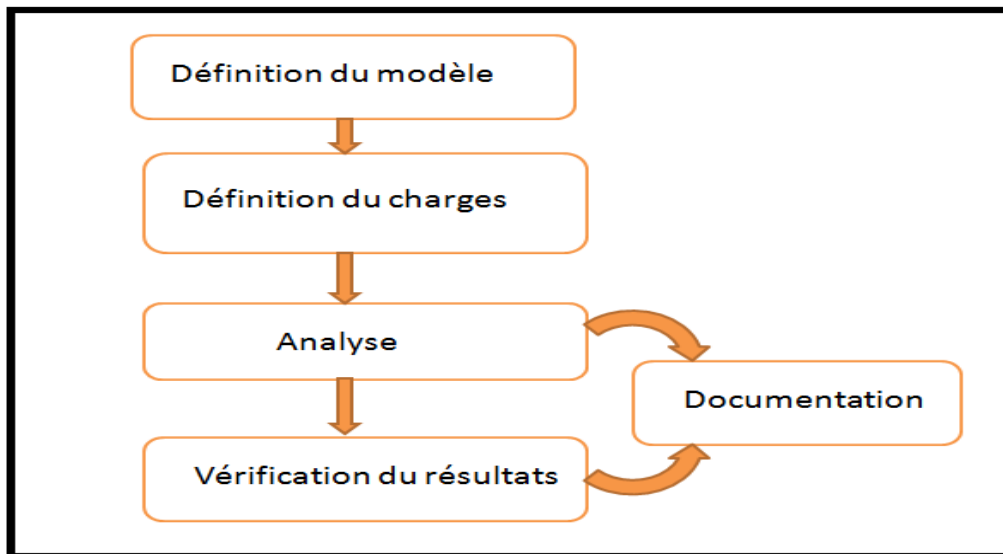 Définition du modèle
Définition du charges
Analyse
Documentation
Vérification du résultats